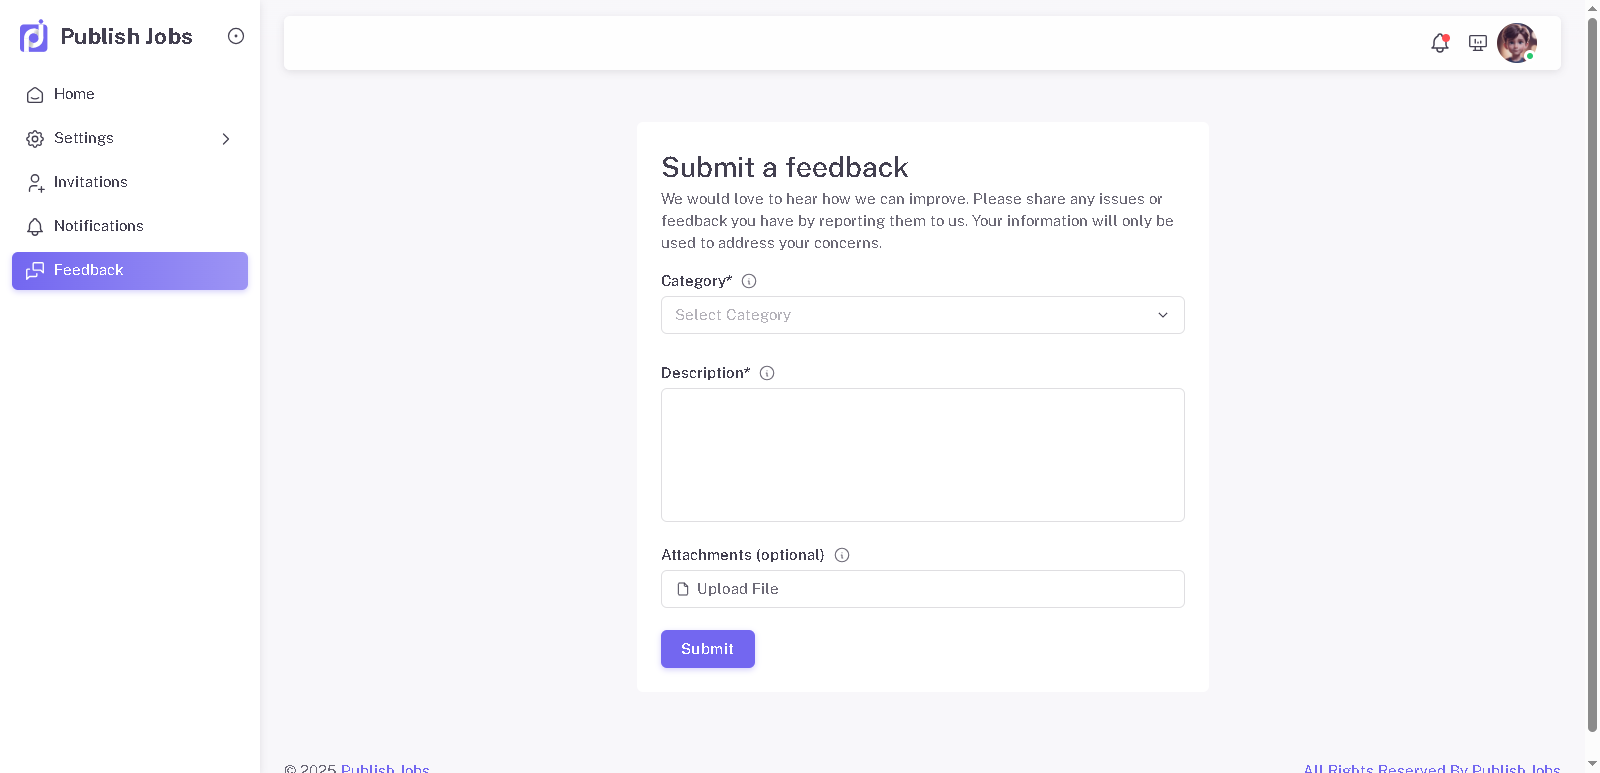 Publish Jobs
Home
Settings
Invitations
Notifications
Feedback
Submit a feedback
We would love to hear how we can improve. Please share any issues or
feedback you have by reporting them to us. Your information will only be
used to address your concerns.
Category*
Select Category
Description*
Attachments (optional)
Upload File
Submit
© 2025 Publish Jobs
All Rights Reserved By Publish Jobs